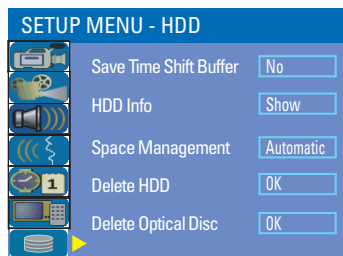 SETUP MENU - HDD
Save Time Shift Buffer No
HDD Info Show
Space Management Automatic
1 Delete HDD OK
Delete Optical Disc OK